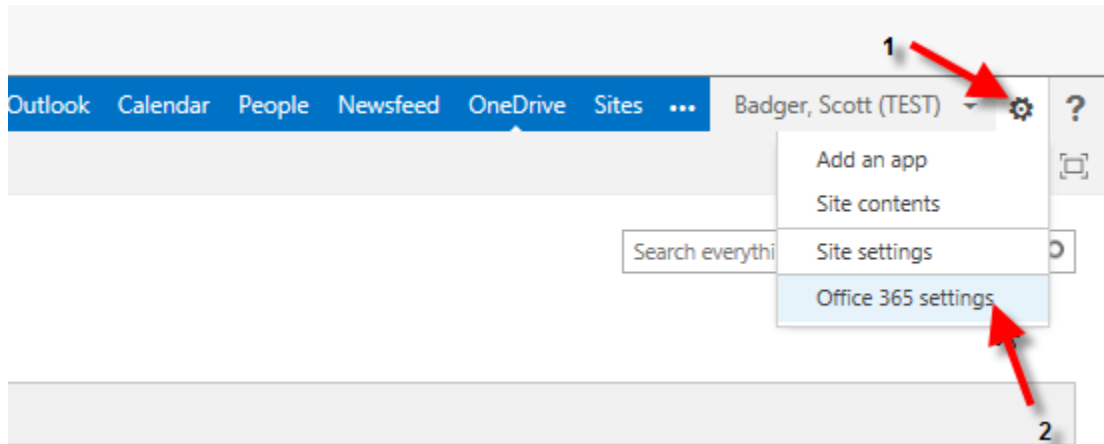 1
Outlook Calendar People Newsfeed OneDrive Sites ••• Badger, Scott (TEST) ?
Add an app
Site contents
Search everythi Site settings
Office 365 settings
2